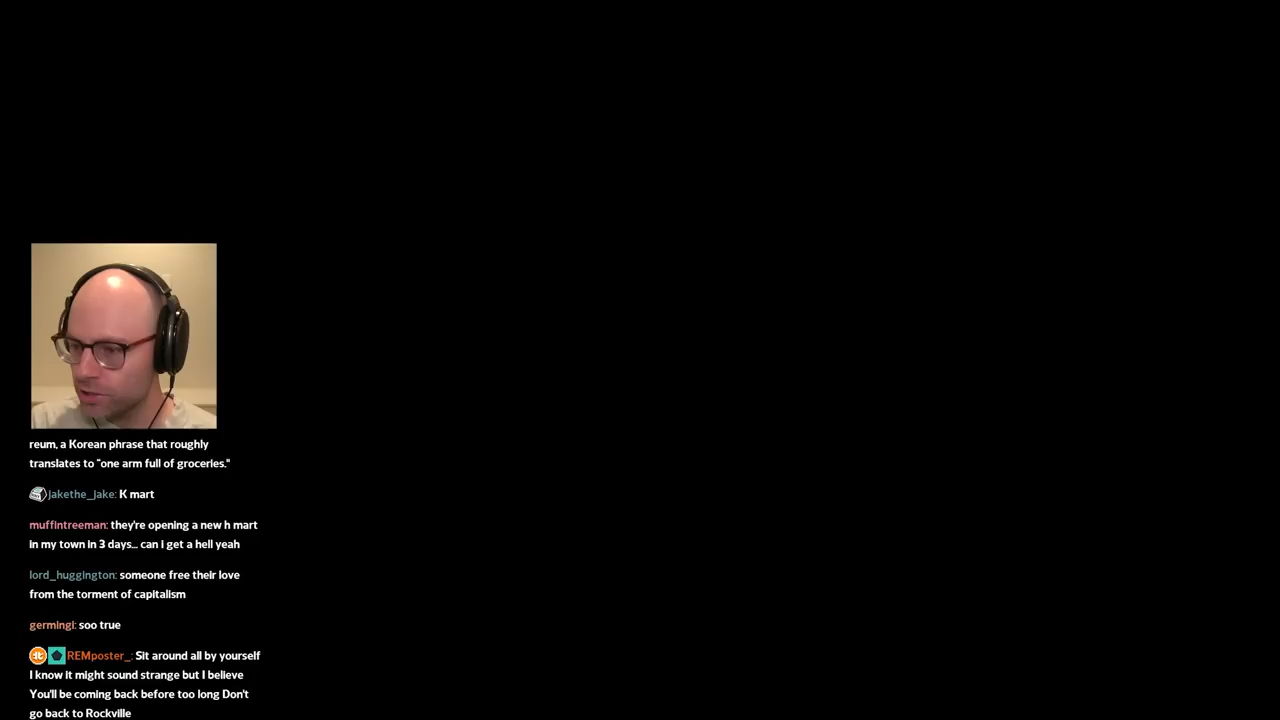 reum, a Korean phrase that roughly
translates to "one arm full of groceries."
jakethe_jake: K mart
muffintreeman: they're opening a new h mart
in my town in 3 days... can i get a hell yeah
lord_huggington: someone free their love
from the torment of capitalism
germingi: soo true
REMposter_: Sit around all by yourself
I know it might sound strange but I believe
You'll be coming back before too long Don't
go back to Rockville